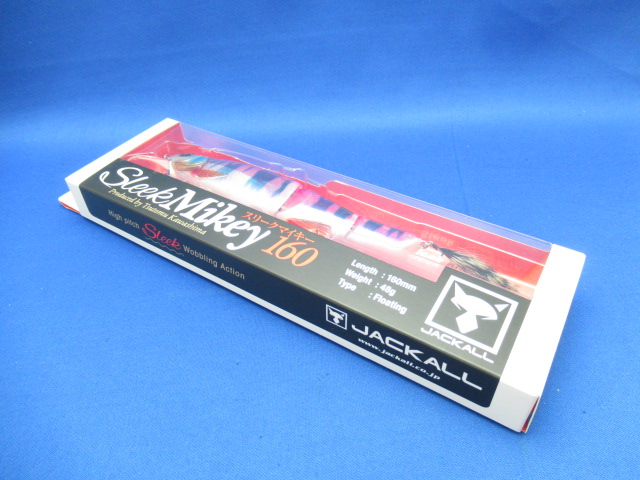 Sleek Mikey
Produced by Tsutomu Kawashima
スリークマイキー
160
Length : 160mm
Weight : 48g
Type : Floating
JACKALL
High pitch Sleek Wobbling Action
JACKALL
www.jackall.co.jp